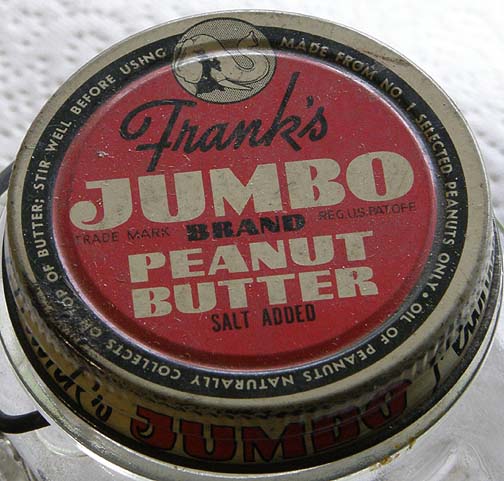 Frank's
JUMBO
TRADE MARK BRAND REG.U.S.PAT.OFF.
PEANUT
BUTTER
SALT ADDED
MADE FROM NO. 1 SELECTED PEANUTS ONLY • OIL OF PEANUTS NATURALLY COLLECTS ON TOP OF BUTTER; STIR WELL BEFORE USING
JUMBO